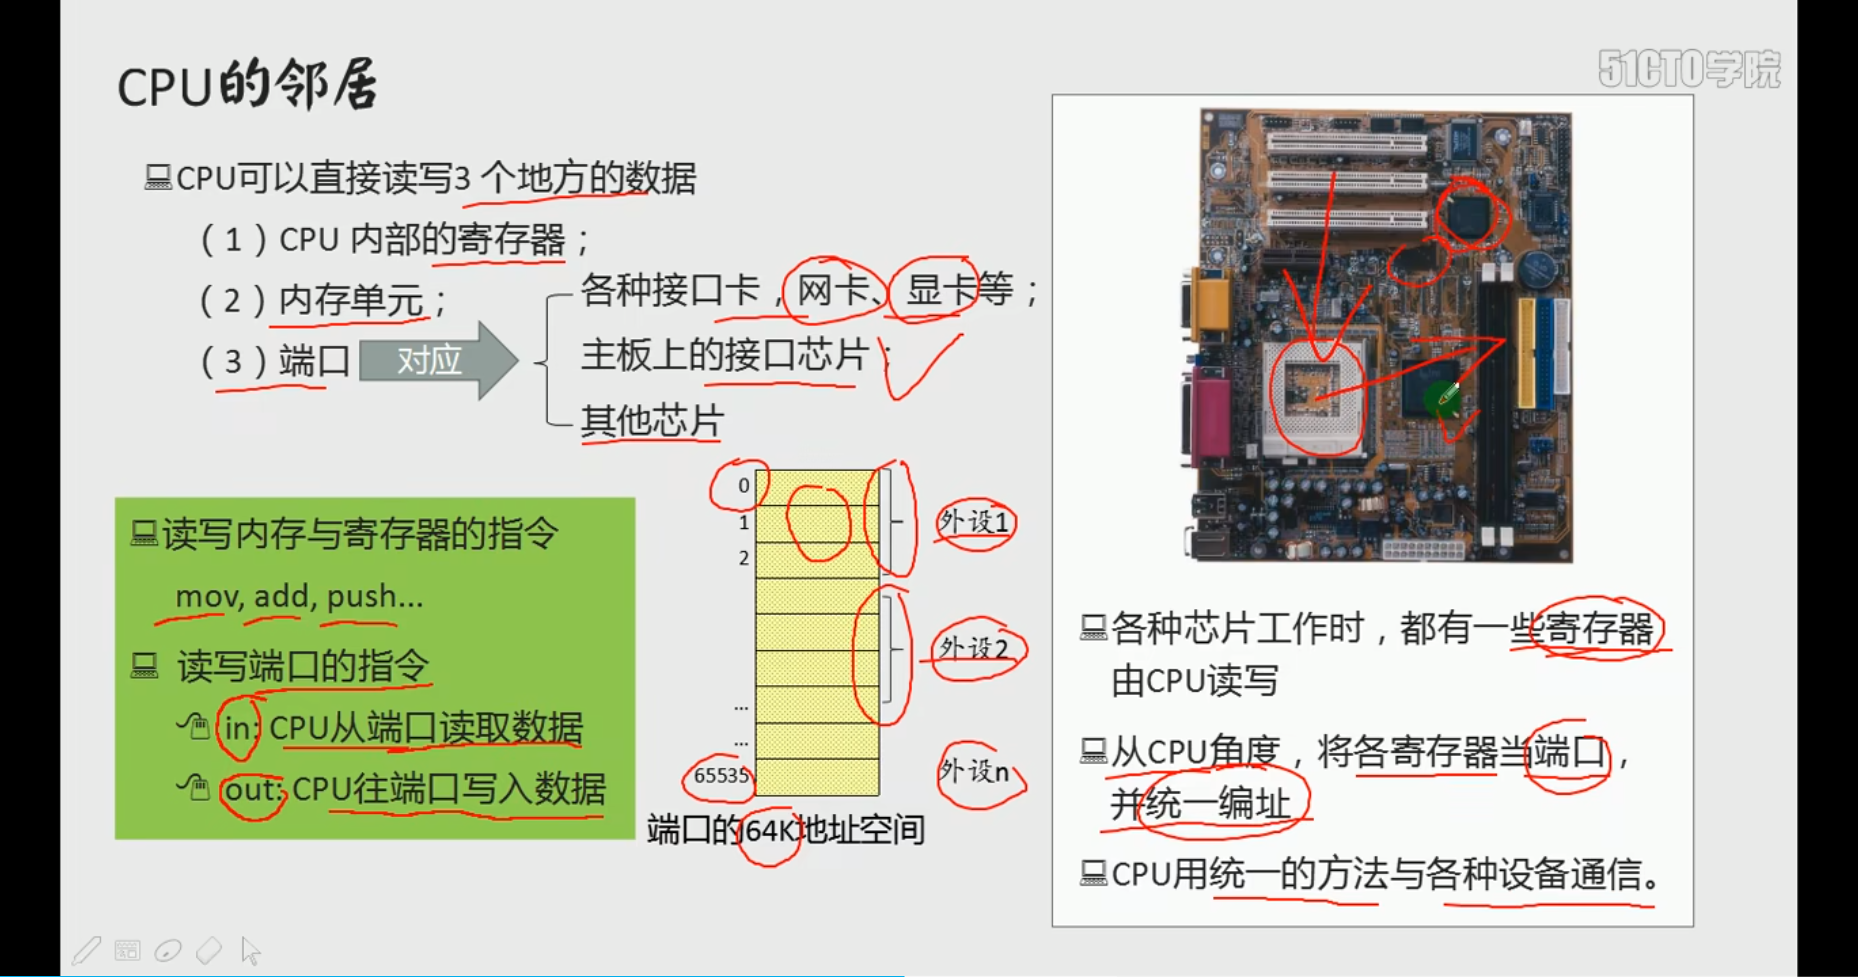 51CTO学院
CPU的邻居
CPU可以直接读写3 个地方的数据
（1）CPU 内部的寄存器；
（2）内存单元；
（3）端口
对应
各种接口卡，网卡、显卡等；
主板上的接口芯片；
其他芯片
读写内存与寄存器的指令
mov, add, push...
读写端口的指令
in: CPU从端口读取数据
out: CPU往端口写入数据
0
1
2
...
...
65535
外设1
外设2
外设n
端口的64K地址空间
各种芯片工作时，都有一些寄存器
由CPU读写
从CPU角度，将各寄存器当端口，
并统一编址
CPU用统一的方法与各种设备通信。